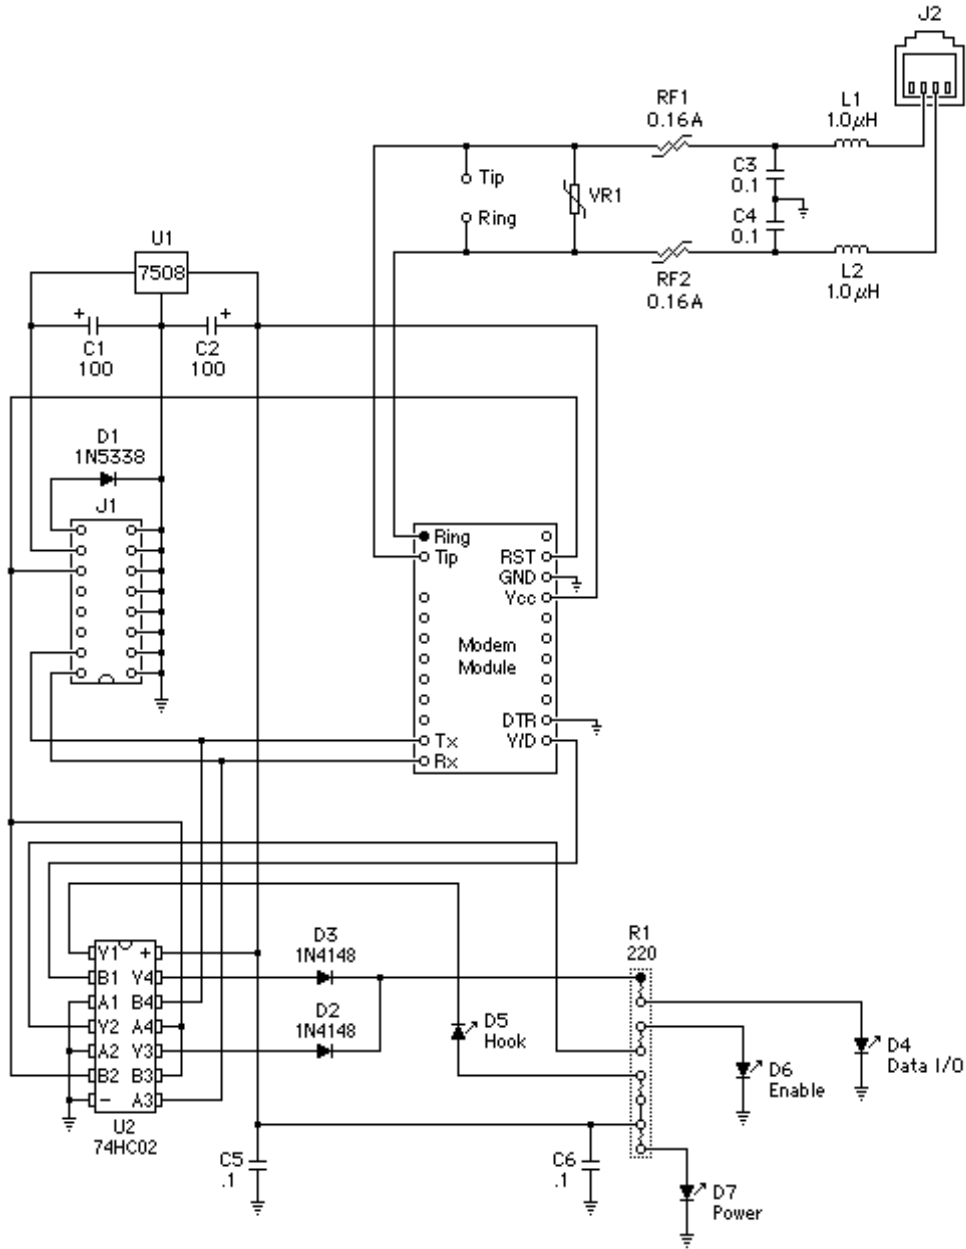 J2
RF1
0.16A
L1
1.0µH
C3
0.1
Tip
VR1
Ring
C4
0.1
RF2
0.16A
L2
1.0µH
U1
7508
+
+
C1
100
C2
100
D1
1N5338
J1
Ring
Tip
RST
GND
Vcc
Modem
Module
DTR
V/D
Tx
Rx
D3
1N4148
R1
220
Y1 +
B1 Y4
A1 B4
Y2 A4
A2 Y3
B2 B3
- A3
U2
74HC02
D2
1N4148
D5
Hook
D4
Data I/O
D6
Enable
C5
.1
C6
.1
D7
Power